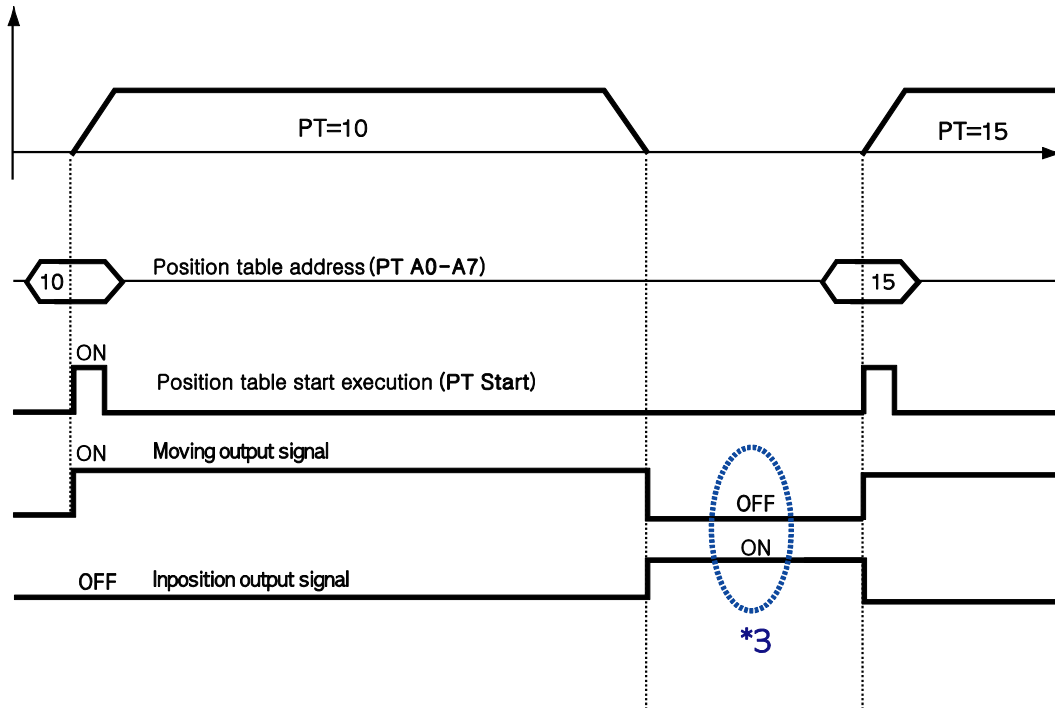 PT=10
PT=15
Position table address (PT A0-A7)
10
15
ON
Position table start execution (PT Start)
ON
Moving output signal
OFF
ON
OFF
Inposition output signal
*3